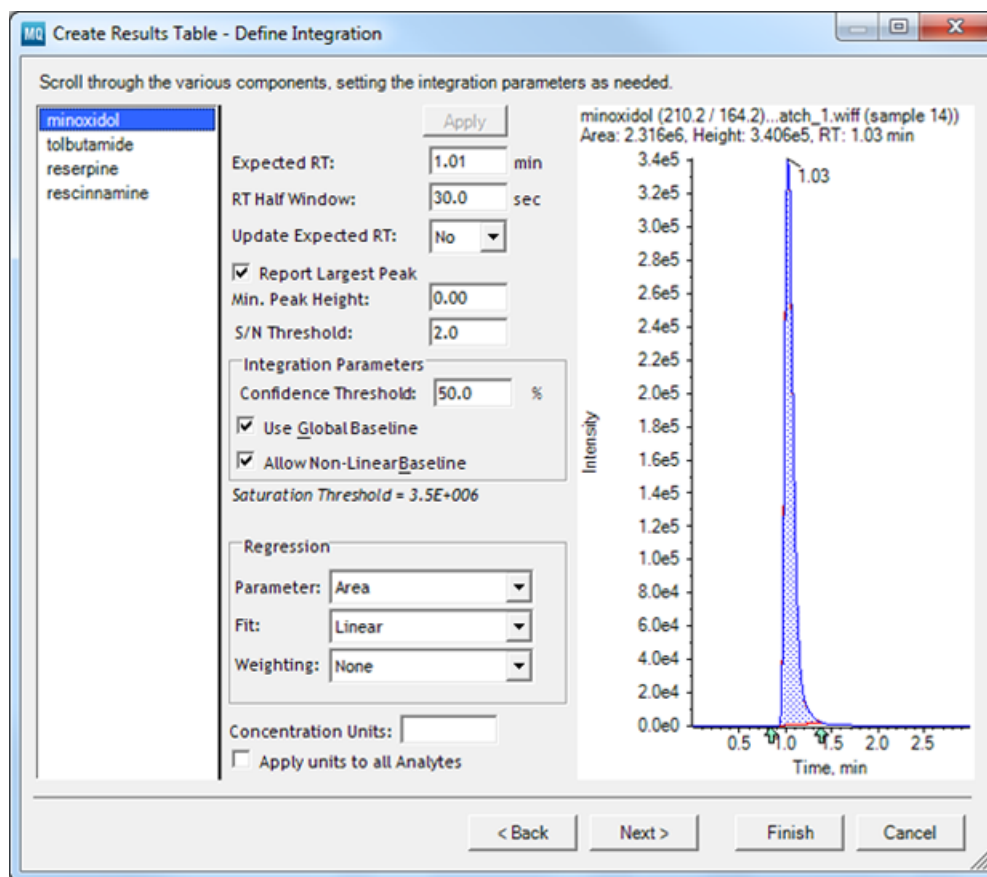 MQ Create Results Table - Define Integration
Scroll through the various components, setting the integration parameters as needed.
minoxidol
tolbutamide
reserpine
rescinnamine
Apply
Expected RT: 1.01 min
RT Half Window: 30.0 sec
Update Expected RT: No
Report Largest Peak
Min. Peak Height: 0.00
S/N Threshold: 2.0
Integration Parameters
Confidence Threshold: 50.0 %
Use Global Baseline
Allow Non-LinearBaseline
Saturation Threshold = 3.5E+006
Regression
Parameter: Area
Fit: Linear
Weighting: None
Concentration Units:
Apply units to all Analytes
minoxidol (210.2 / 164.2)...atch_1.wiff (sample 14))
Area: 2.316e6, Height: 3.406e5, RT: 1.03 min
3.4e5
1.03
3.2e5
3.0e5
2.8e5
2.6e5
2.4e5
2.2e5
2.0e5
1.8e5
1.6e5
1.4e5
1.2e5
1.0e5
8.0e4
6.0e4
4.0e4
2.0e4
0.0e0
Intensity
0.5 1.0 1.5 2.0 2.5
Time, min
< Back Next > Finish Cancel